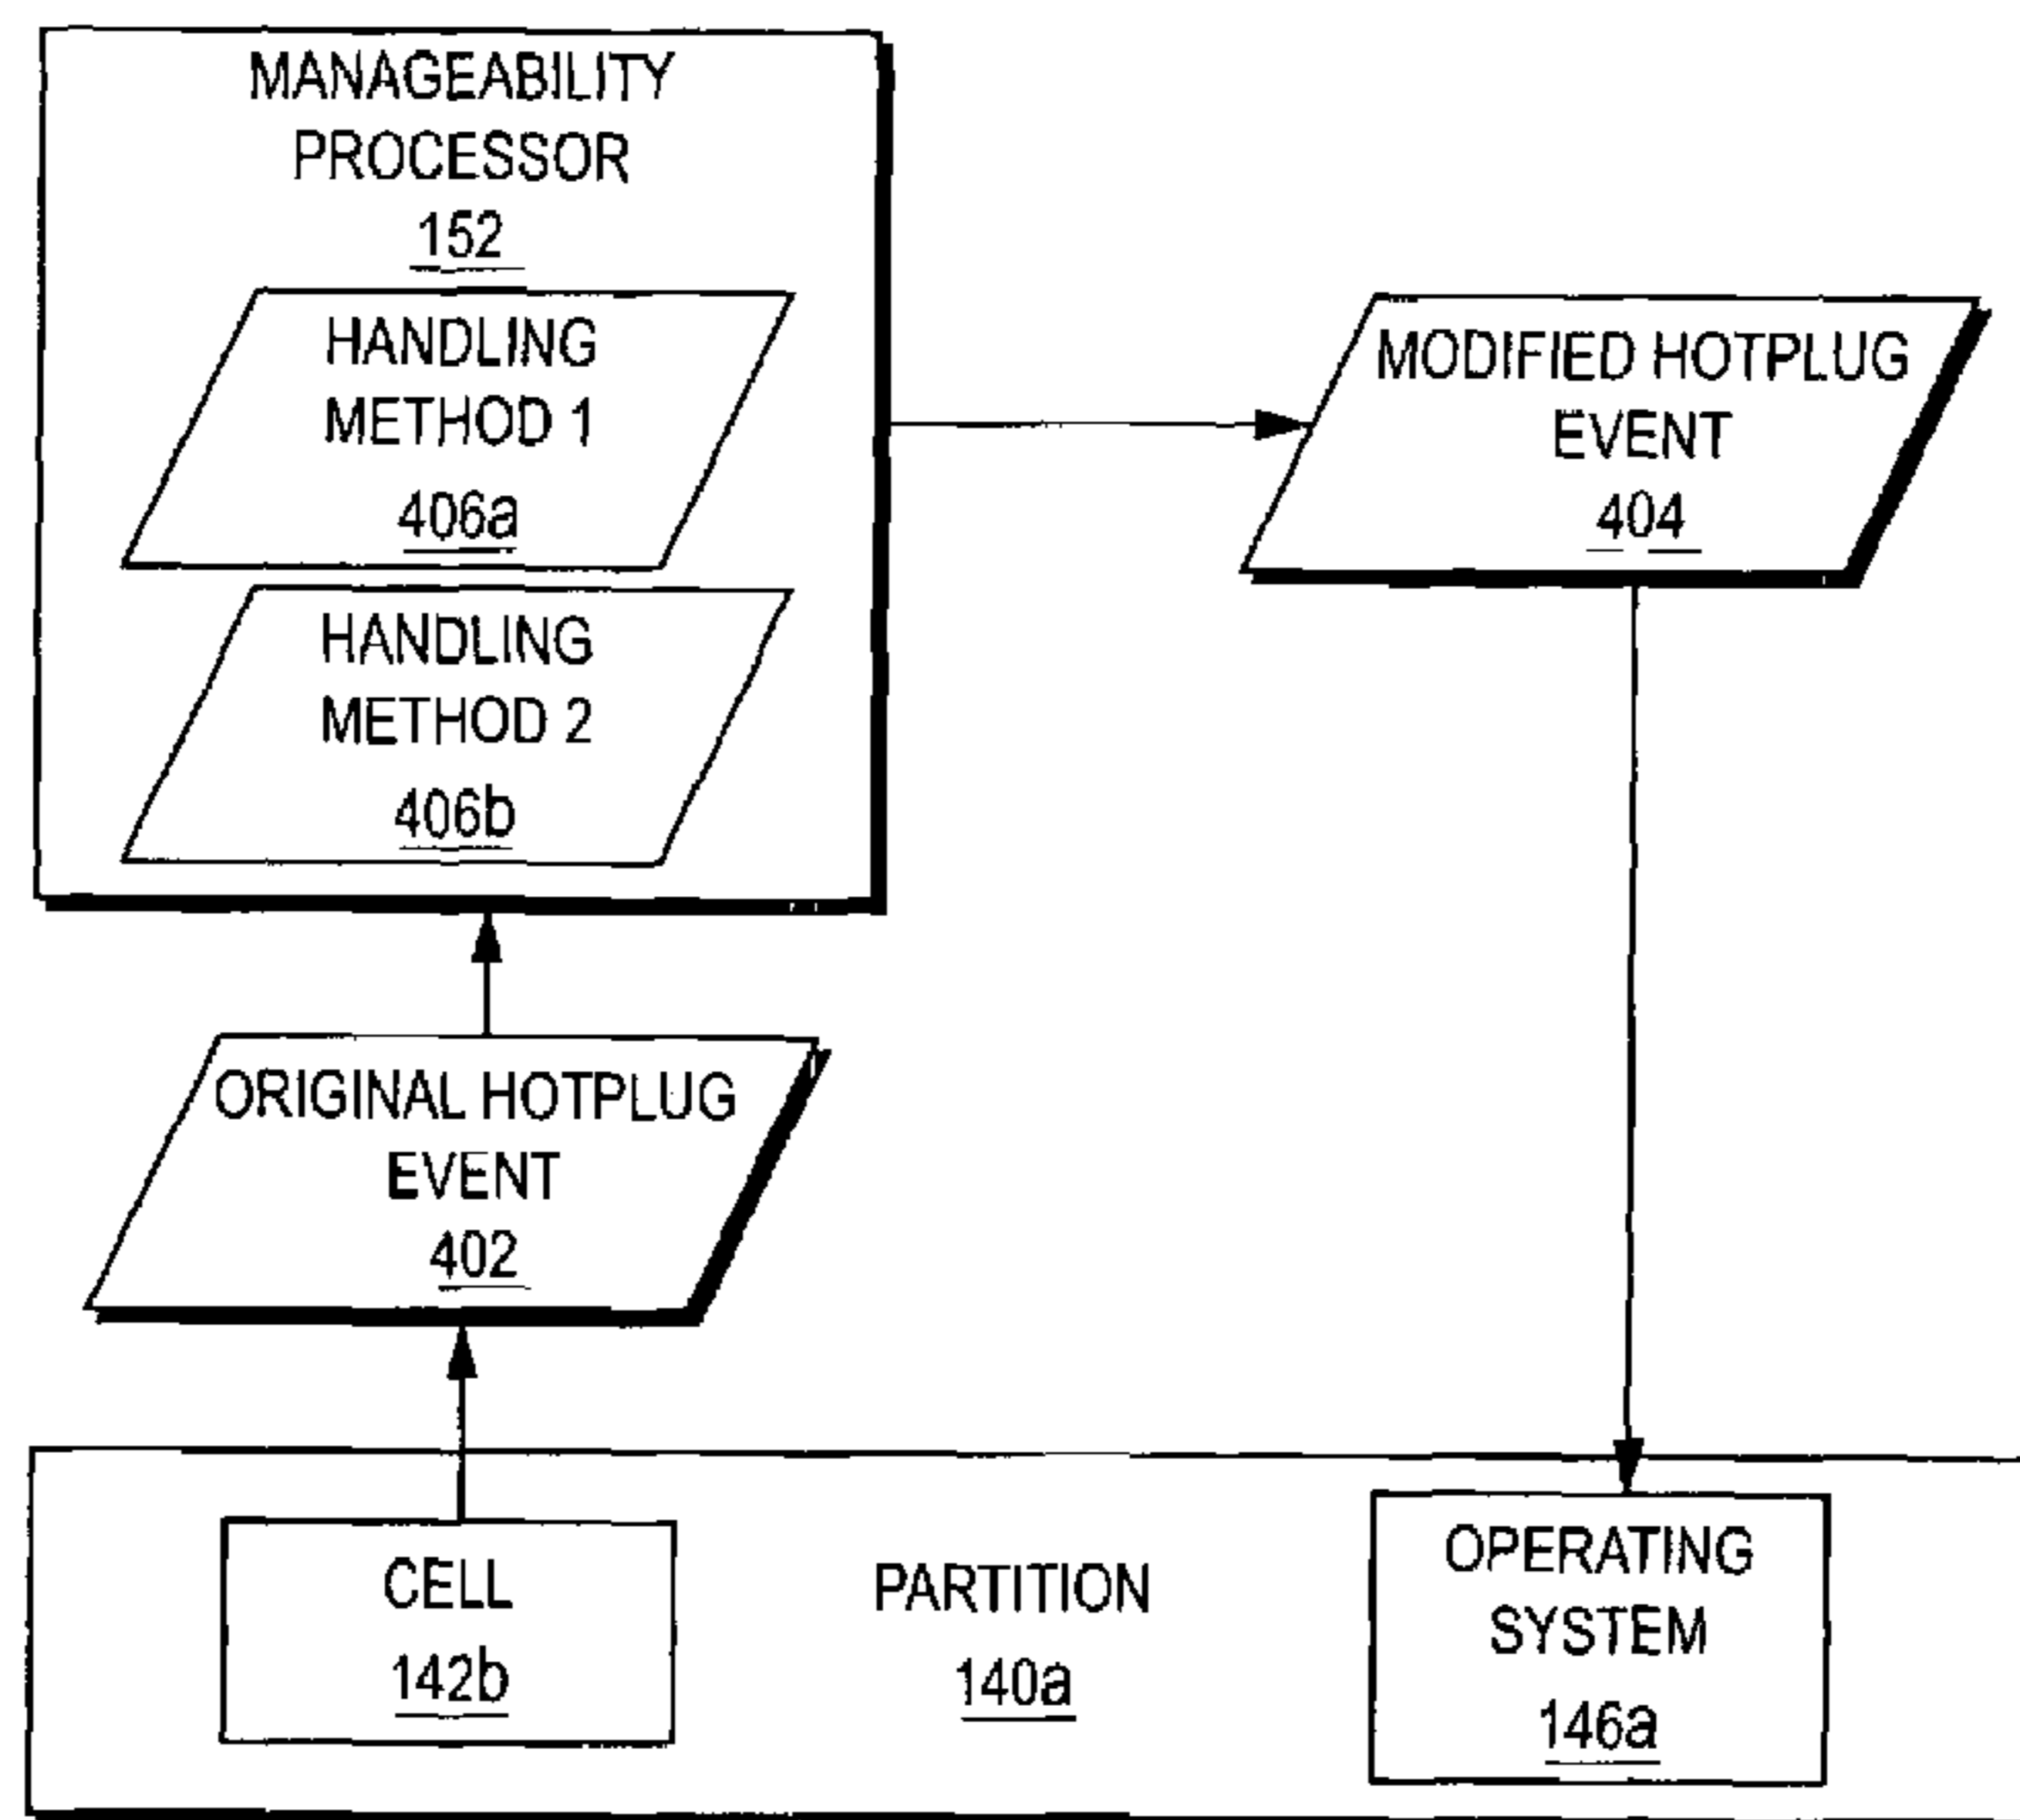 MANAGEABILITY
PROCESSOR
152
HANDLING
METHOD 1
406a
HANDLING
METHOD 2
406b
MODIFIED HOTPLUG
EVENT
404
ORIGINAL HOTPLUG
EVENT
402
CELL
142b
PARTITION
140a
OPERATING
SYSTEM
146a